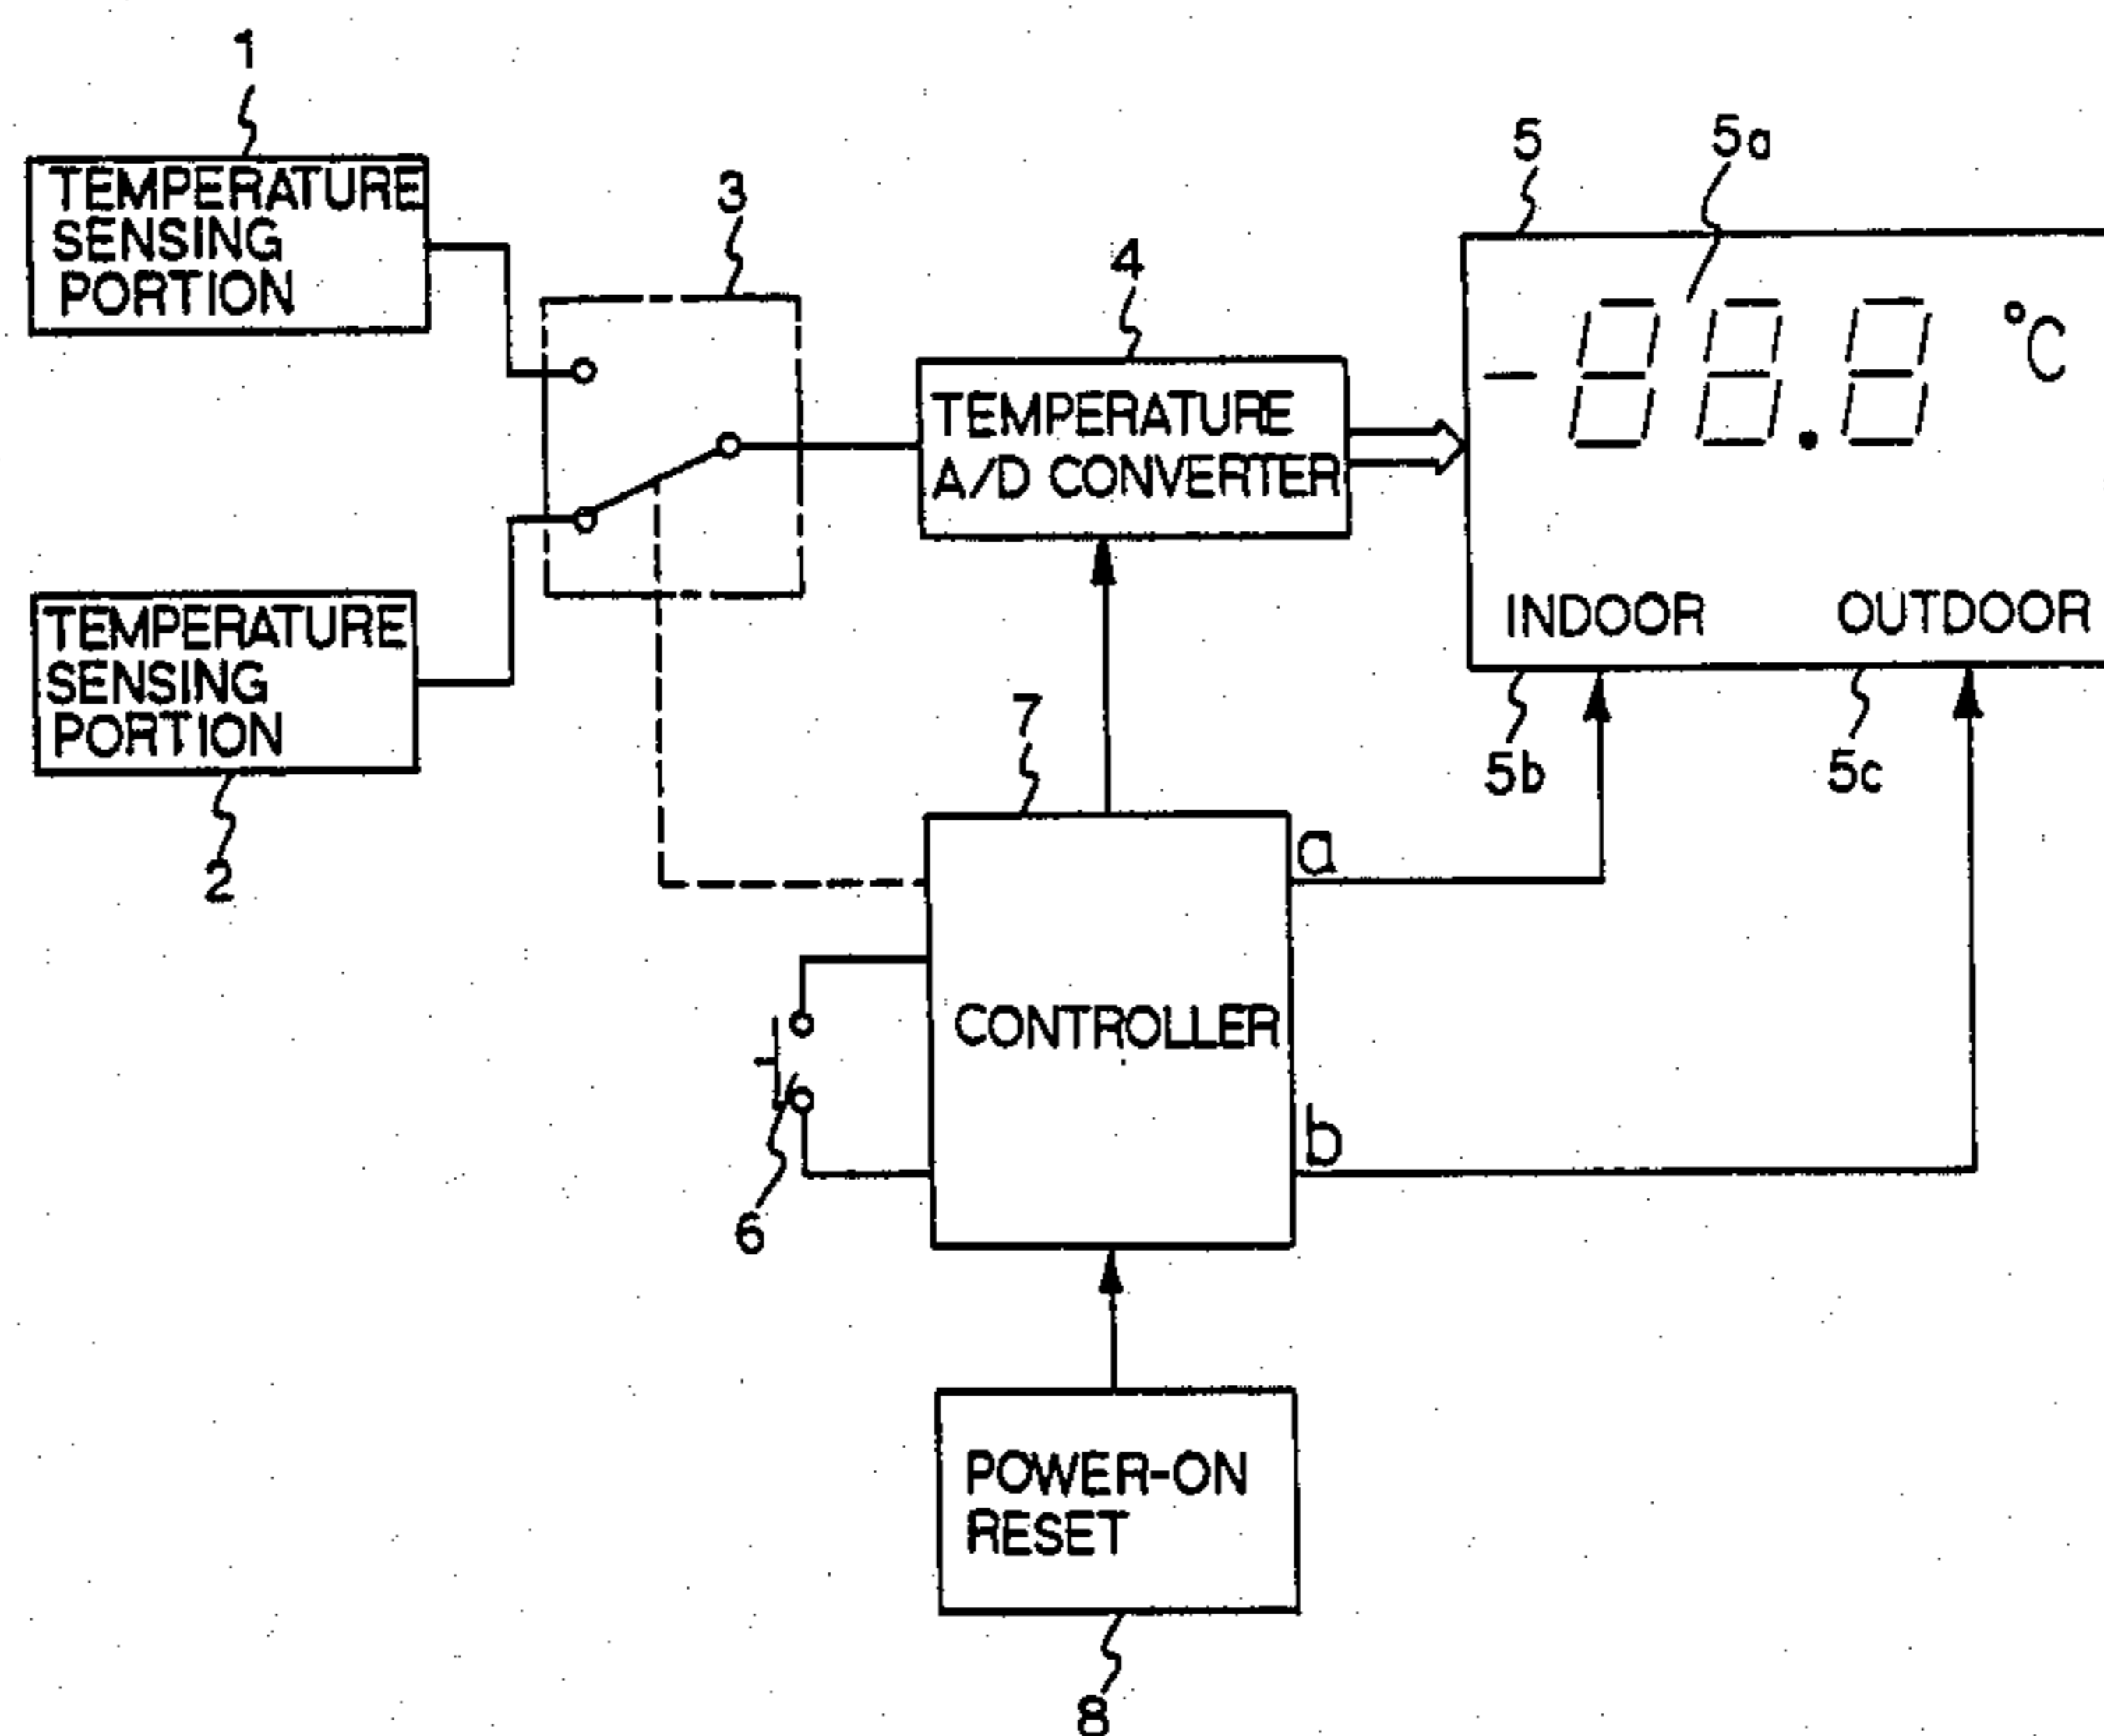 1
TEMPERATURE
SENSING
PORTION
3
4
TEMPERATURE
A/D CONVERTER
5
5a
-88.8 °C
INDOOR
OUTDOOR
5b
5c
TEMPERATURE
SENSING
PORTION
2
7
CONTROLLER
a
b
6
POWER-ON
RESET
8